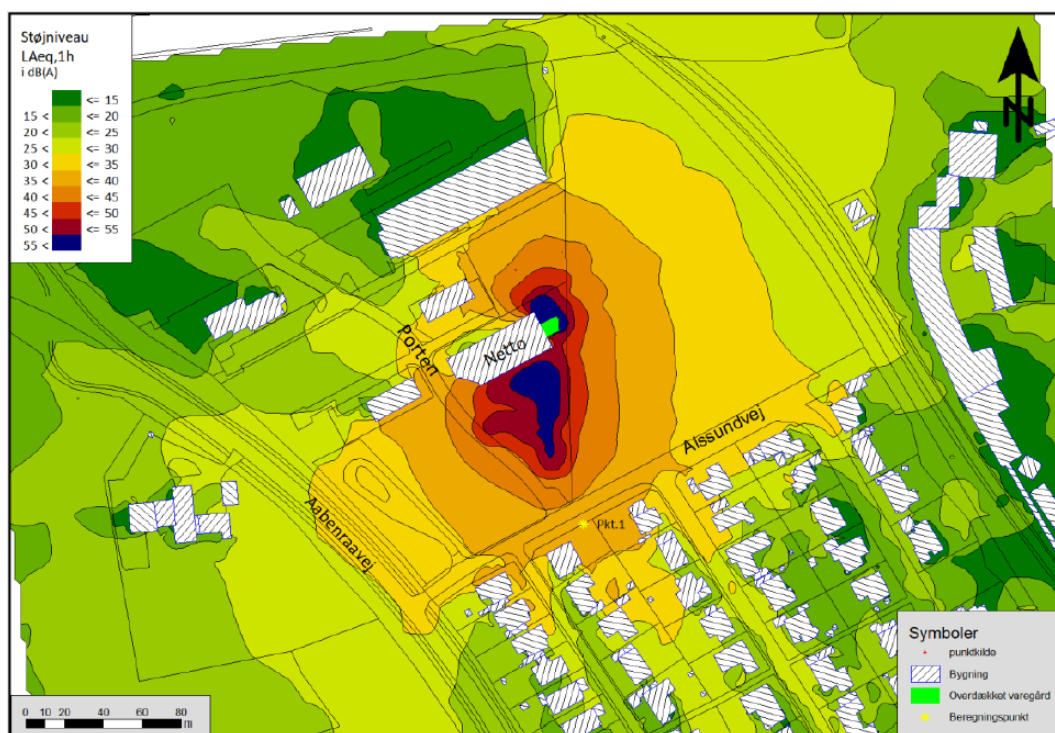 Støjniveau
LAeq,1h
i dB(A)
<= 15
15 < <= 20
20 < <= 25
25 < <= 30
30 < <= 35
35 < <= 40
40 < <= 45
45 < <= 50
50 < <= 55
55 <
N
Porten
Netto
Alssundvej
Aabenraavej
Pkt.1
Symboler
punktkilde
Bygning
Overdækket varegård
Beregningspunkt
0 10 20 40 60 80
m